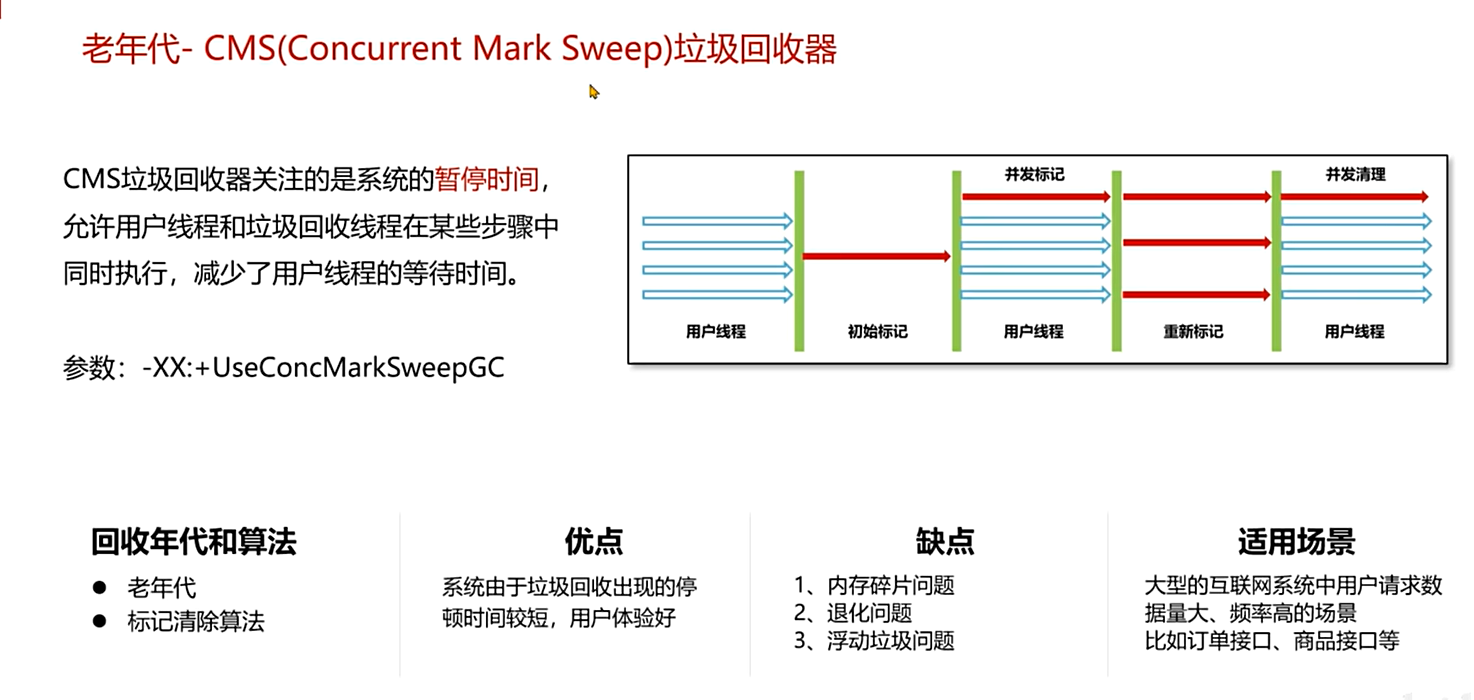 老年代- CMS(Concurrent Mark Sweep)垃圾回收器
CMS垃圾回收器关注的是系统的暂停时间，
允许用户线程和垃圾回收线程在某些步骤中
同时执行，减少了用户线程的等待时间。
参数：-XX:+UseConcMarkSweepGC
并发标记
并发清理
用户线程
初始标记
用户线程
重新标记
用户线程
回收年代和算法
● 老年代
● 标记清除算法
优点
系统由于垃圾回收出现的停
顿时间较短，用户体验好
缺点
1、内存碎片问题
2、退化问题
3、浮动垃圾问题
适用场景
大型的互联网系统中用户请求数
据量大、频率高的场景
比如订单接口、商品接口等